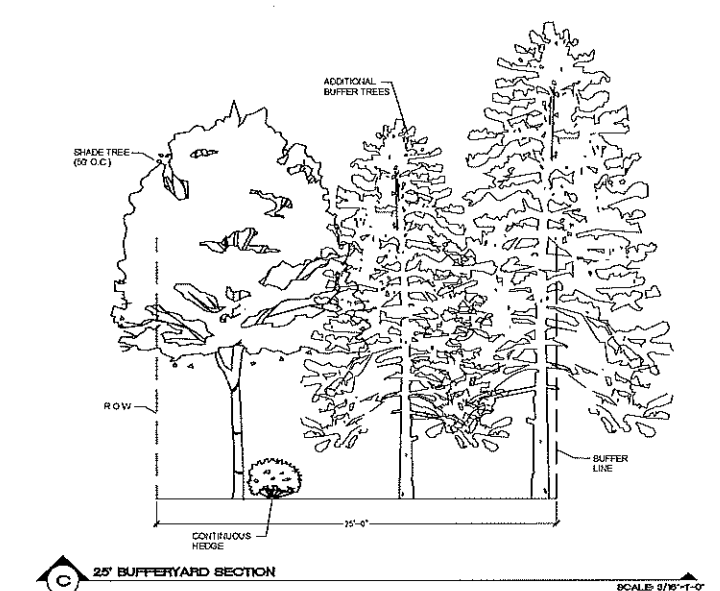 ADDITIONAL
BUFFER TREES
SHADE TREE
(50' O.C.)
R O W
BUFFER
LINE
25'-0"
CONTINUOUS
HEDGE
C
25' BUFFERYARD SECTION
SCALE: 3/16"=1'-0"